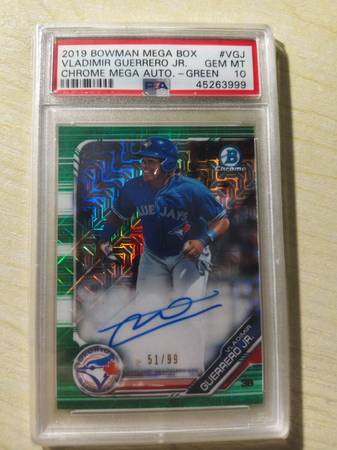 2019 BOWMAN MEGA BOX #VGJ
VLADIMIR GUERRERO JR. GEM MT
CHROME MEGA AUTO. -GREEN 10
PSA 45263999
B
Chrome
BLUE JAYS
51/99
VLADIMIR
GUERRERO JR.
3B